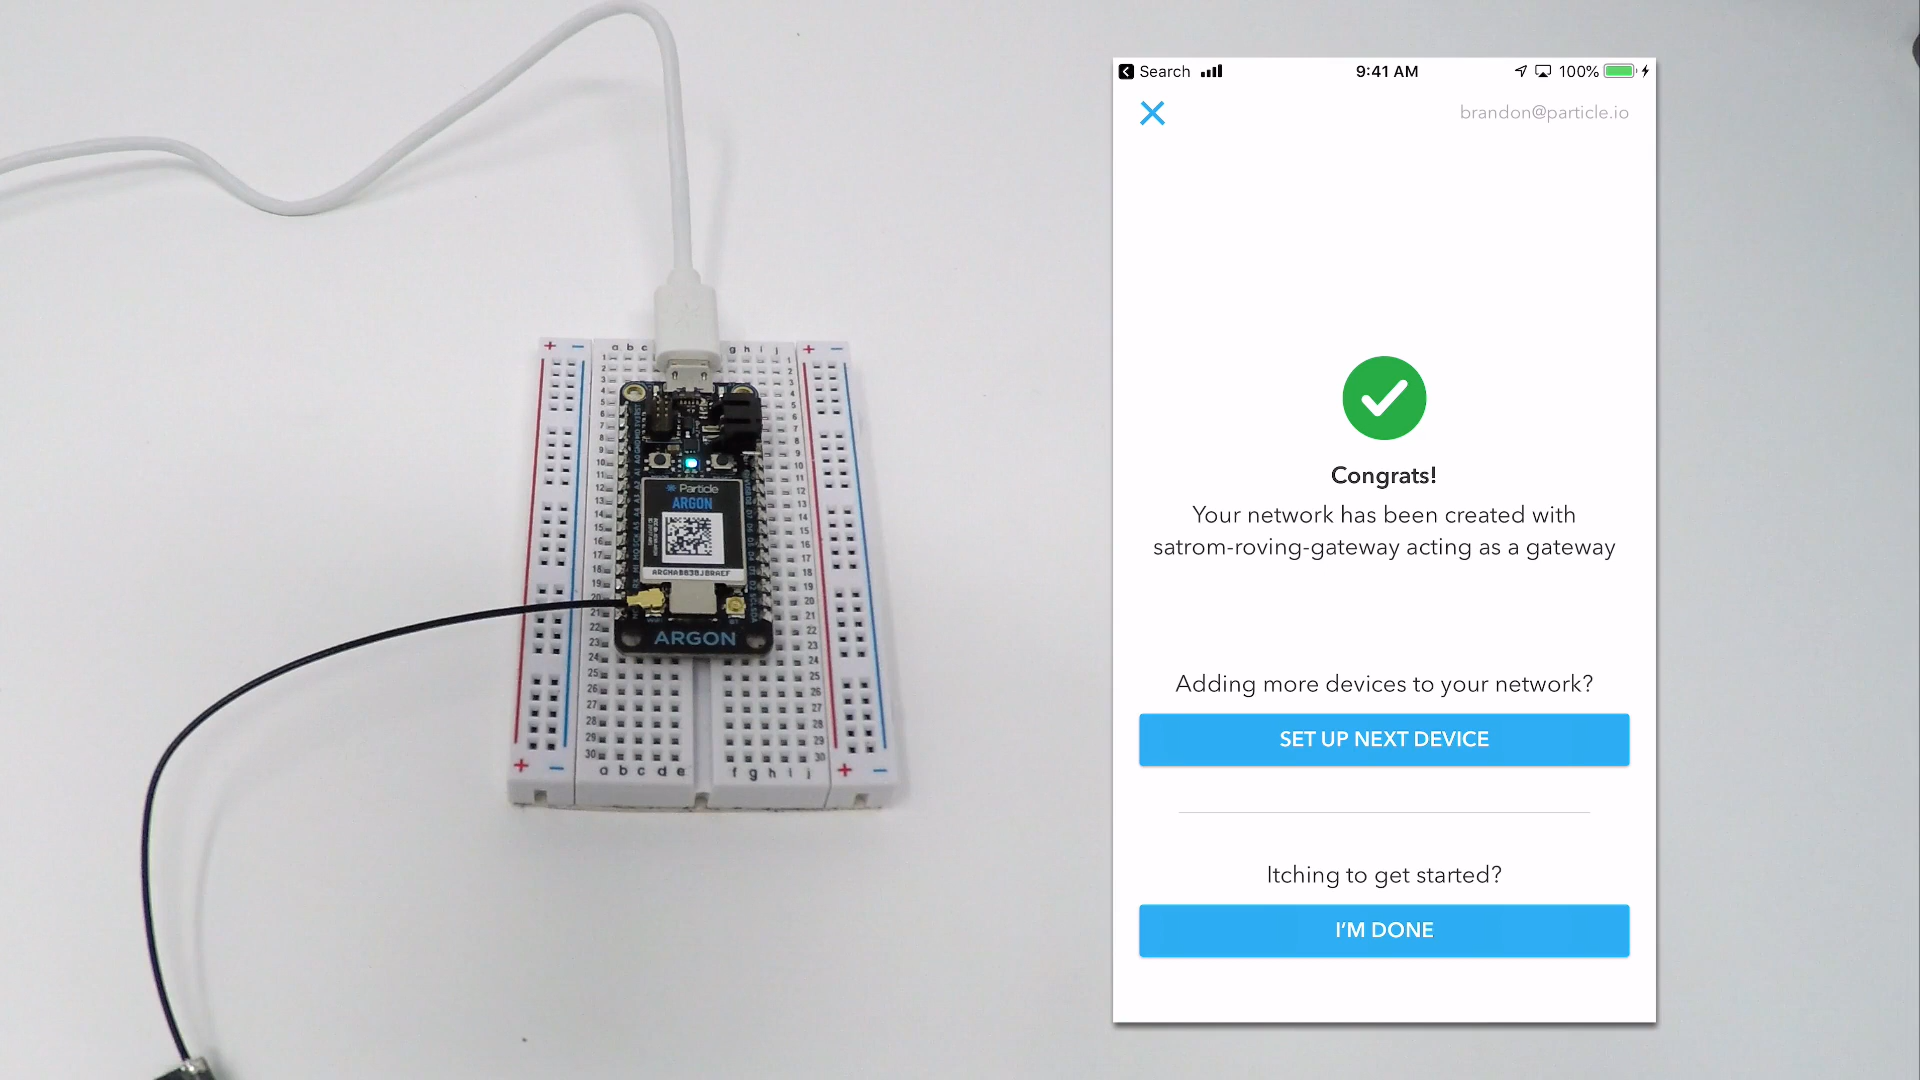 Search
9:41 AM
100%
brandon@particle.io
Congrats!
Your network has been created with
satrom-roving-gateway acting as a gateway
Adding more devices to your network?
SET UP NEXT DEVICE
Itching to get started?
I'M DONE
+ −
a b c
g h i j
+ −
Particle
ARGON
ARGHAB838J8RAEF
ARGON
+ −
a b c d e
f g h i j
+ −